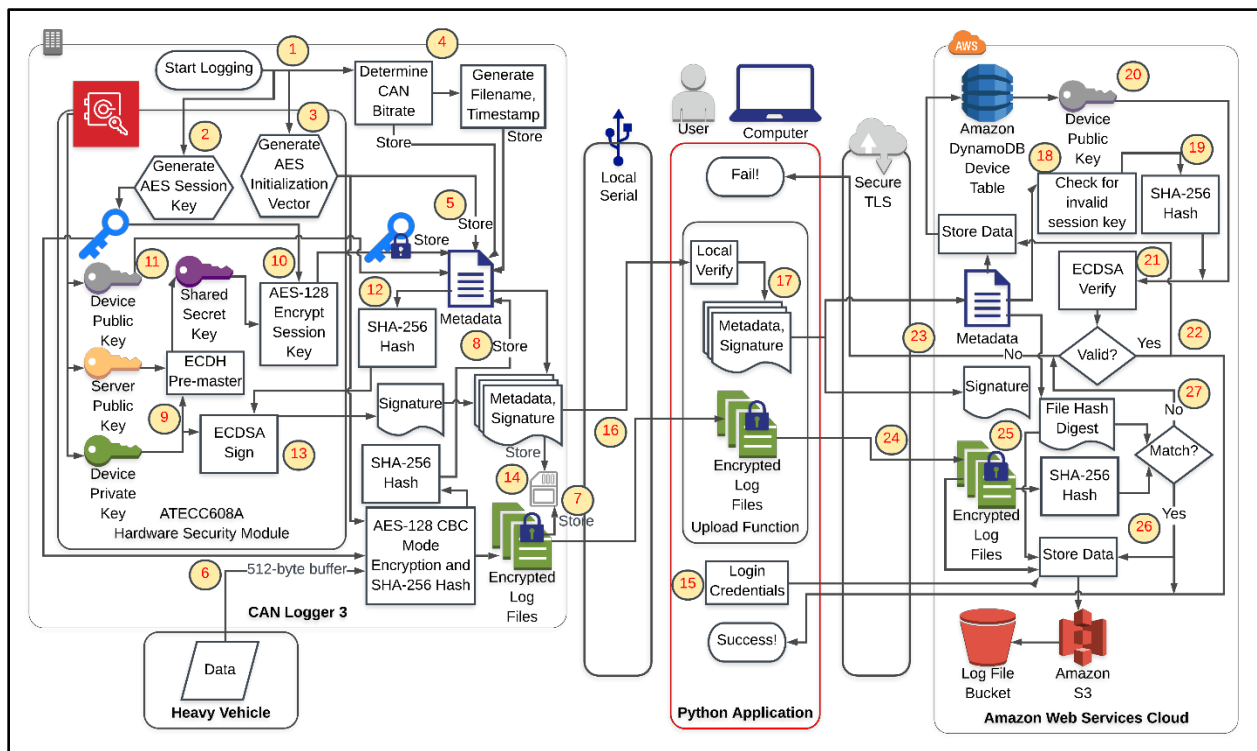 1
4
Start Logging
Determine
CAN
Bitrate
Generate
Filename,
Timestamp
Store
Store
2
3
Generate
AES Session
Key
Generate
AES
Initialization
Vector
5
Store
Store
Metadata
11
Device
Public
Key
Shared
Secret
Key
10
AES-128
Encrypt
Session
Key
12
SHA-256
Hash
8
Store
Server
Public
Key
ECDH
Pre-master
9
ECDSA
Sign
13
Signature
Metadata,
Signature
Store
14
7
Store
Device
Private
Key
SHA-256
Hash
ATECC608A
Hardware Security Module
AES-128 CBC
Mode
Encryption and
SHA-256 Hash
Encrypted
Log
Files
6
512-byte buffer
CAN Logger 3
Data
Heavy Vehicle
Local
Serial
16
User
Computer
Fail!
Local
Verify
17
Metadata,
Signature
Encrypted
Log
Files
Upload Function
15
Login
Credentials
Success!
Python Application
Secure
TLS
23
24
AWS
Amazon
DynamoDB
Device
Table
Device
Public
Key
20
18
Check for
invalid
session key
19
SHA-256
Hash
Store Data
Metadata
21
ECDSA
Verify
No
Valid?
Yes
22
Signature
27
No
File Hash
Digest
25
Match?
SHA-256
Hash
Encrypted
Log
Files
Yes
26
Store Data
Log File
Bucket
Amazon
S3
Amazon Web Services Cloud